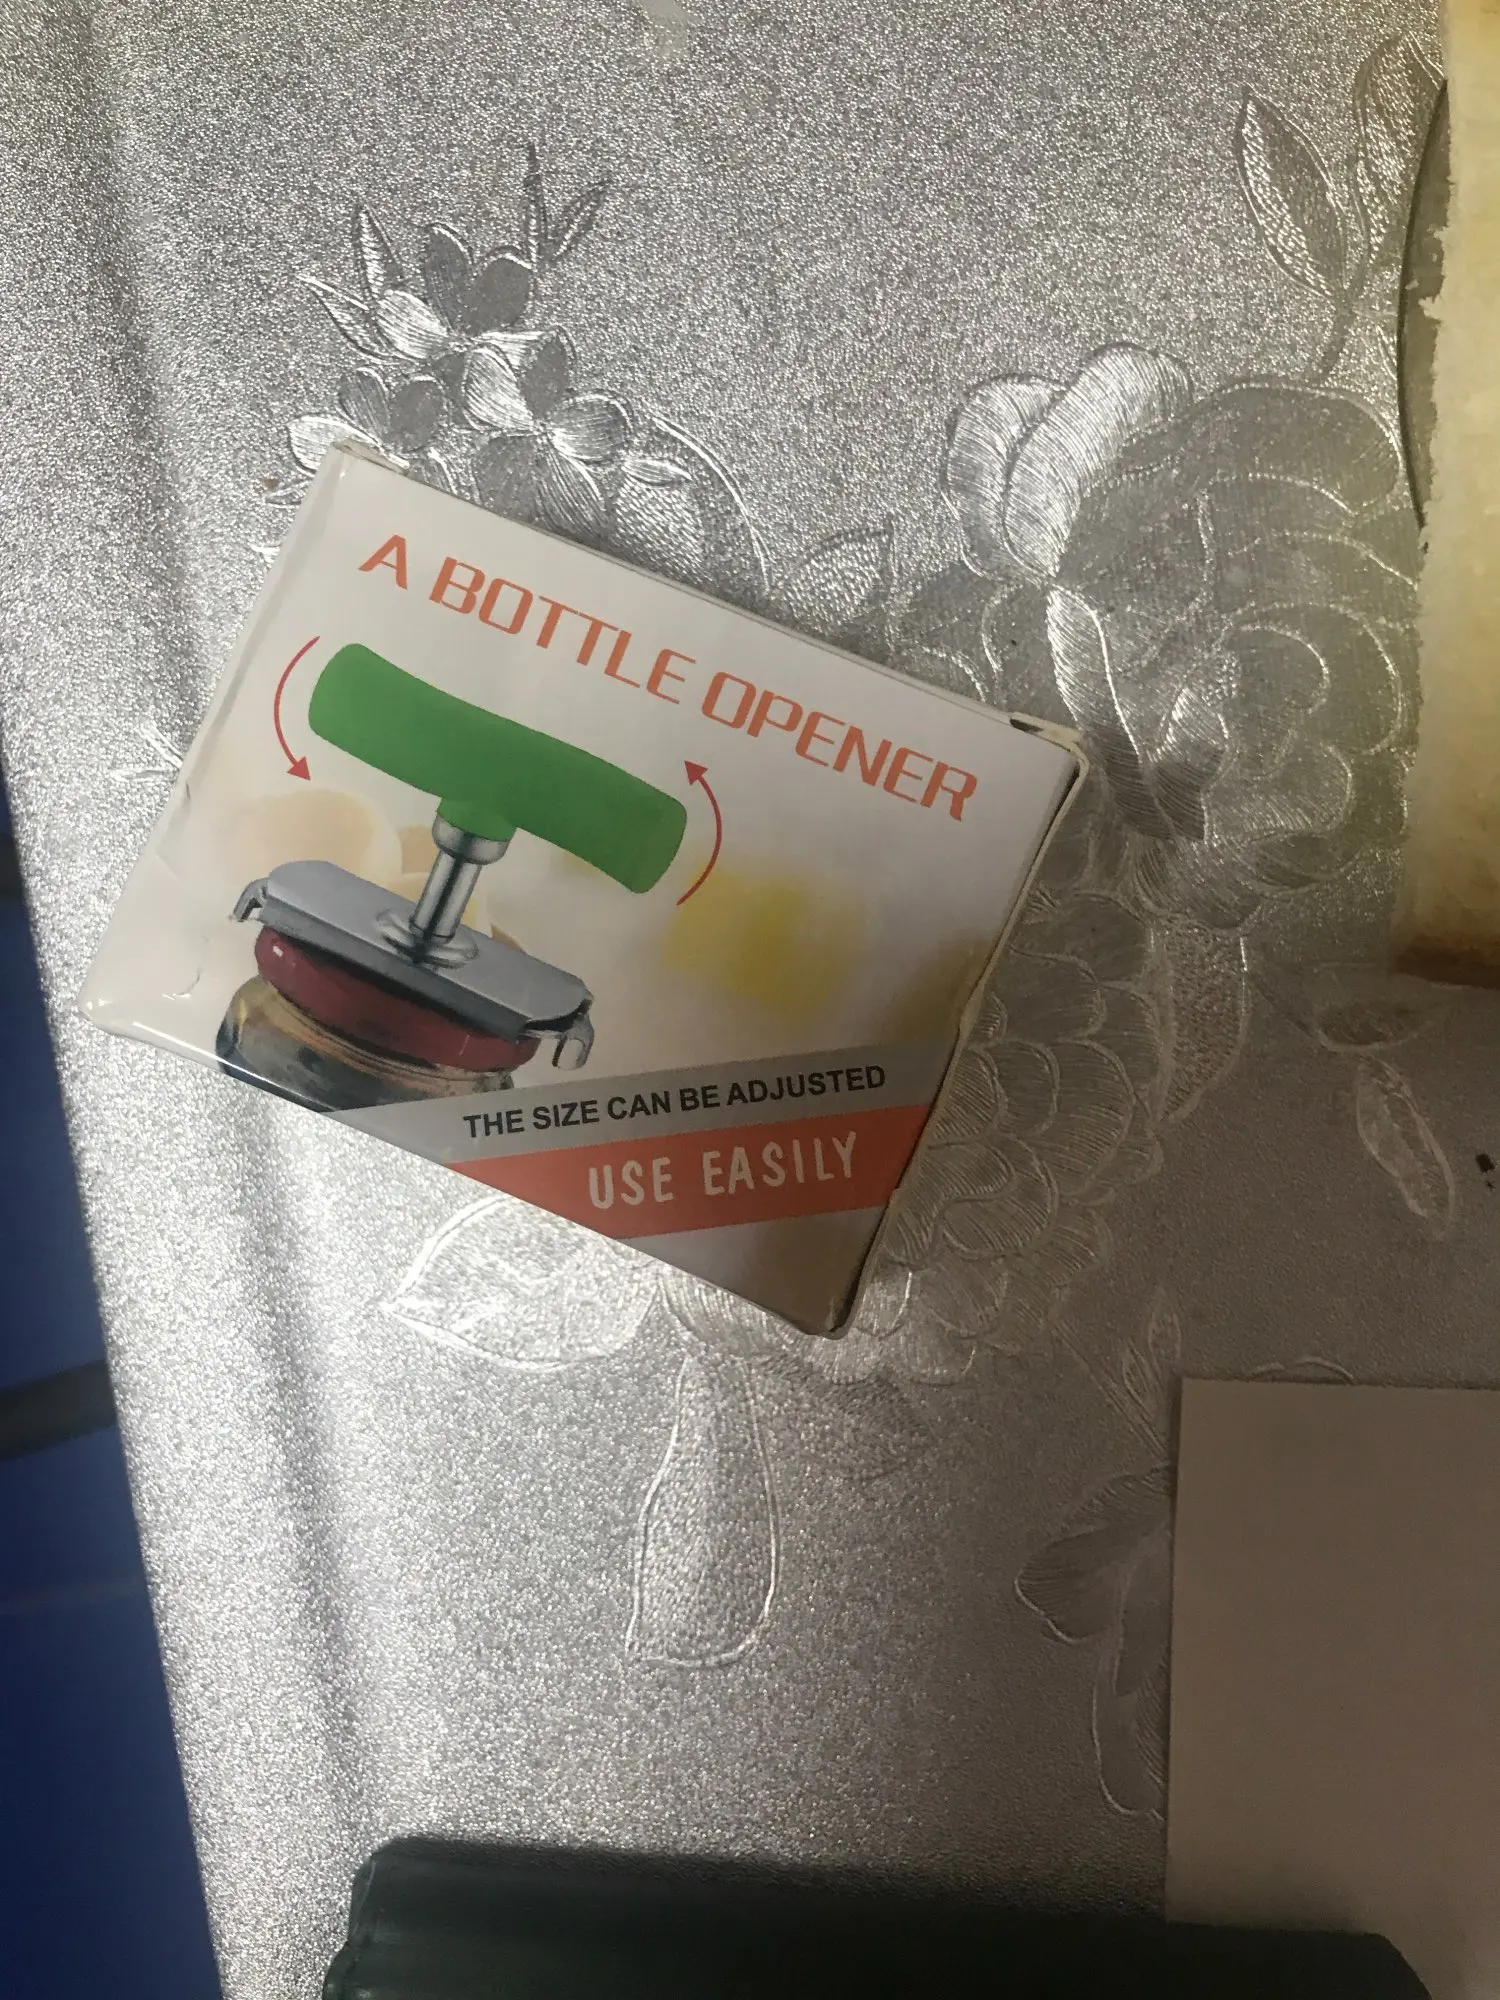 A BOTTLE OPENER
THE SIZE CAN BE ADJUSTED
USE EASILY